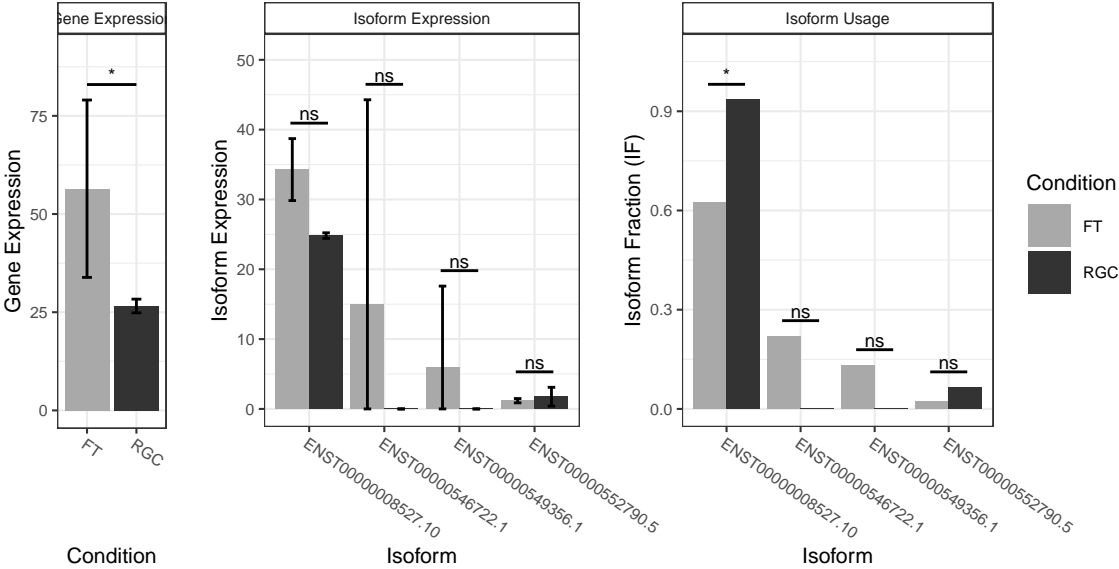 Gene Expression
Gene Expression
75
50
25
0
*
FT
RGC
Condition
Isoform Expression
Isoform Expression
50
40
30
20
10
0
ns
ns
ns
ns
ENST00000008527.10
ENST00000546722.1
ENST00000549356.1
ENST00000552790.5
Isoform
Isoform Usage
Isoform Fraction (IF)
0.9
0.6
0.3
0.0
*
ns
ns
ns
ENST00000008527.10
ENST00000546722.1
ENST00000549356.1
ENST00000552790.5
Isoform
Condition
FT
RGC